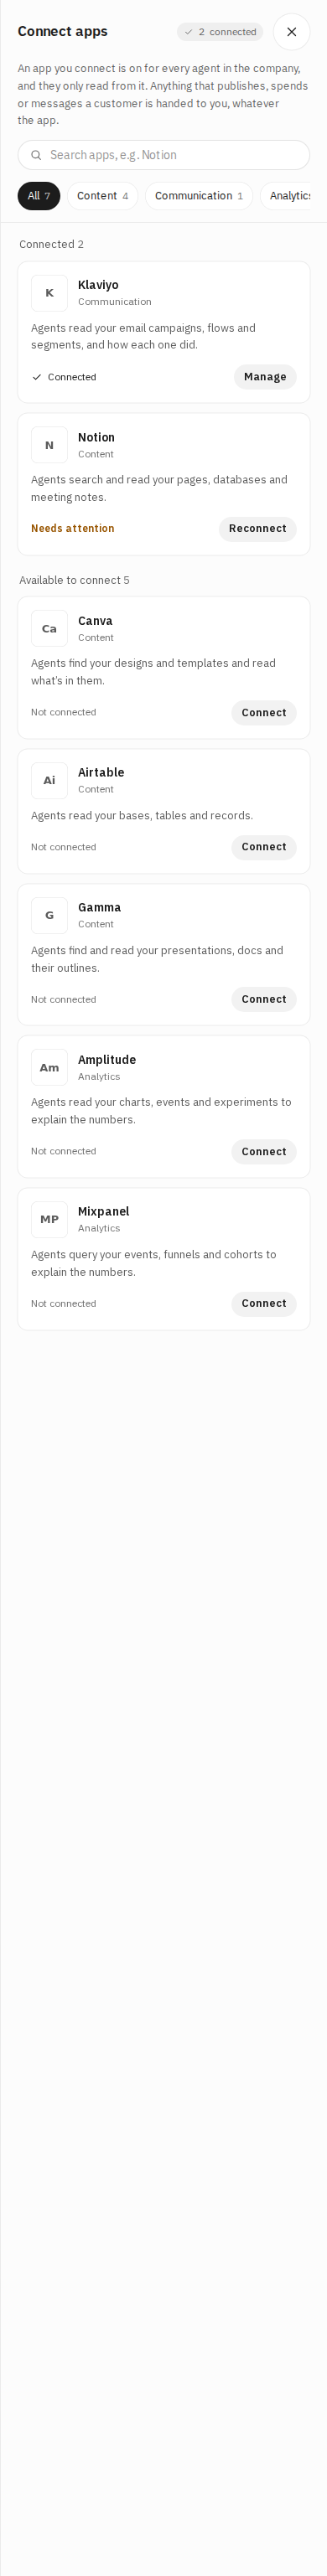 Connect apps
2 connected
An app you connect is on for every agent in the company,
and they only read from it. Anything that publishes, spends
or messages a customer is handed to you, whatever
the app.
Search apps, e.g. Notion
All 7
Content 4
Communication 1
Analytics
Connected 2
K
Klaviyo
Communication
Agents read your email campaigns, flows and
segments, and how each one did.
Connected
Manage
N
Notion
Content
Agents search and read your pages, databases and
meeting notes.
Needs attention
Reconnect
Available to connect 5
Ca
Canva
Content
Agents find your designs and templates and read
what's in them.
Not connected
Connect
Ai
Airtable
Content
Agents read your bases, tables and records.
Not connected
Connect
G
Gamma
Content
Agents find and read your presentations, docs and
their outlines.
Not connected
Connect
Am
Amplitude
Analytics
Agents read your charts, events and experiments to
explain the numbers.
Not connected
Connect
MP
Mixpanel
Analytics
Agents query your events, funnels and cohorts to
explain the numbers.
Not connected
Connect